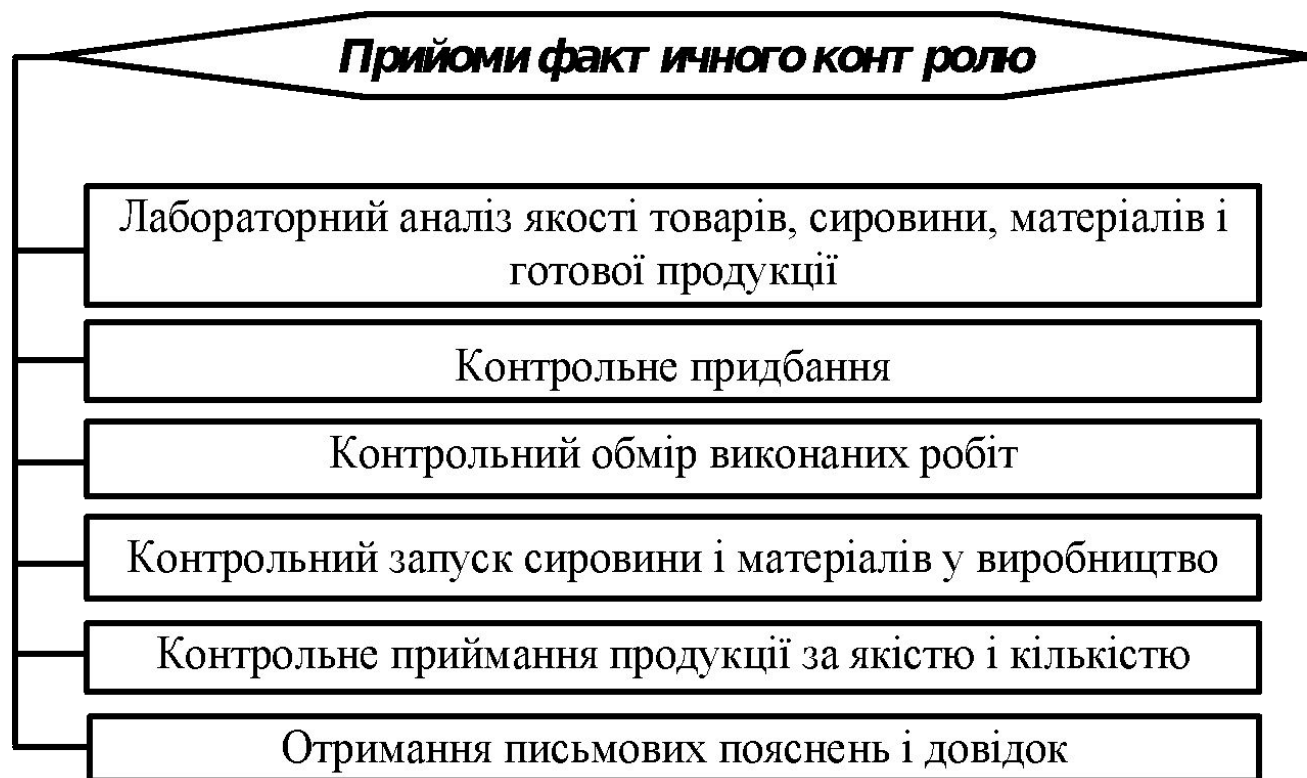 Прийоми факт ичного конт ролю
Лабораторний аналіз якості товарів, сировини, матеріалів і
готової продукції
Контрольне придбання
Контрольний обмір виконаних робіт
Контрольний запуск сировини і матеріалів у виробництво
Контрольне приймання продукції за якістю і кількістю
Отримання письмових пояснень і довідок